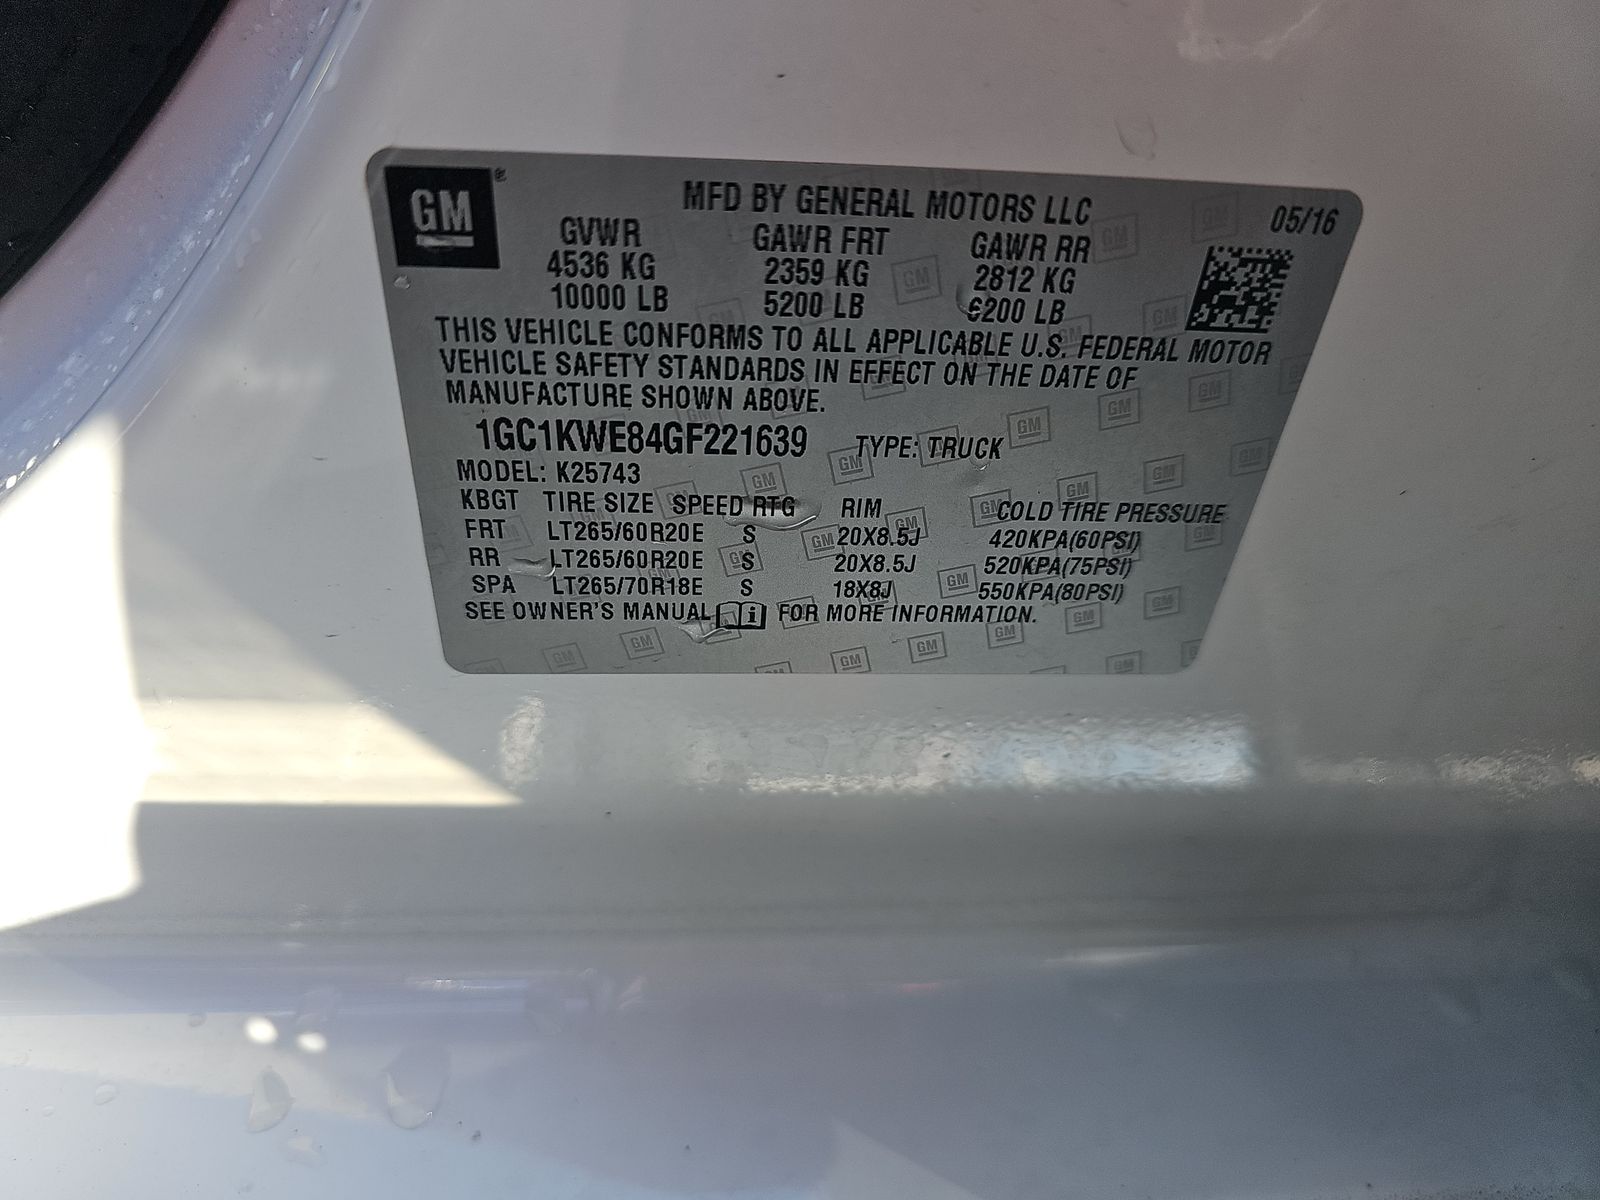 GM
MFD BY GENERAL MOTORS LLC
05/16
GVWR GAWR FRT GAWR RR
4536 KG 2359 KG 2812 KG
10000 LB 5200 LB 6200 LB
THIS VEHICLE CONFORMS TO ALL APPLICABLE U.S. FEDERAL MOTOR
VEHICLE SAFETY STANDARDS IN EFFECT ON THE DATE OF
MANUFACTURE SHOWN ABOVE.
1GC1KWE84GF221639 TYPE: TRUCK
MODEL: K25743
KBGT TIRE SIZE SPEED RTG RIM COLD TIRE PRESSURE
FRT LT265/60R20E S 20X8.5J 420KPA(60PSI)
RR LT265/60R20E S 20X8.5J 520KPA(75PSI)
SPA LT265/70R18E S 18X8J 550KPA(80PSI)
SEE OWNER'S MANUAL i FOR MORE INFORMATION.